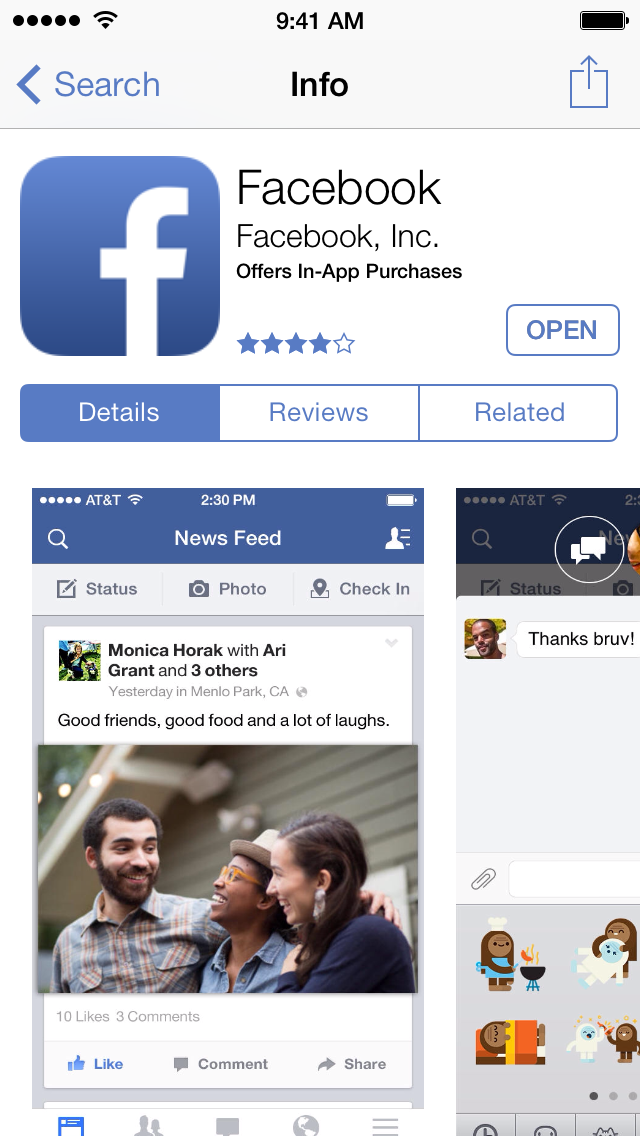 9:41 AM
Search
Info
f
Facebook
Facebook, Inc.
Offers In-App Purchases
OPEN
Details
Reviews
Related
AT&T
2:30 PM
News Feed
Status
Photo
Check In
Monica Horak with Ari
Grant and 3 others
Yesterday in Menlo Park, CA
Good friends, good food and a lot of laughs.
10 Likes 3 Comments
Like
Comment
Share
AT&T
2:3
Ne
Status
Thanks bruv!